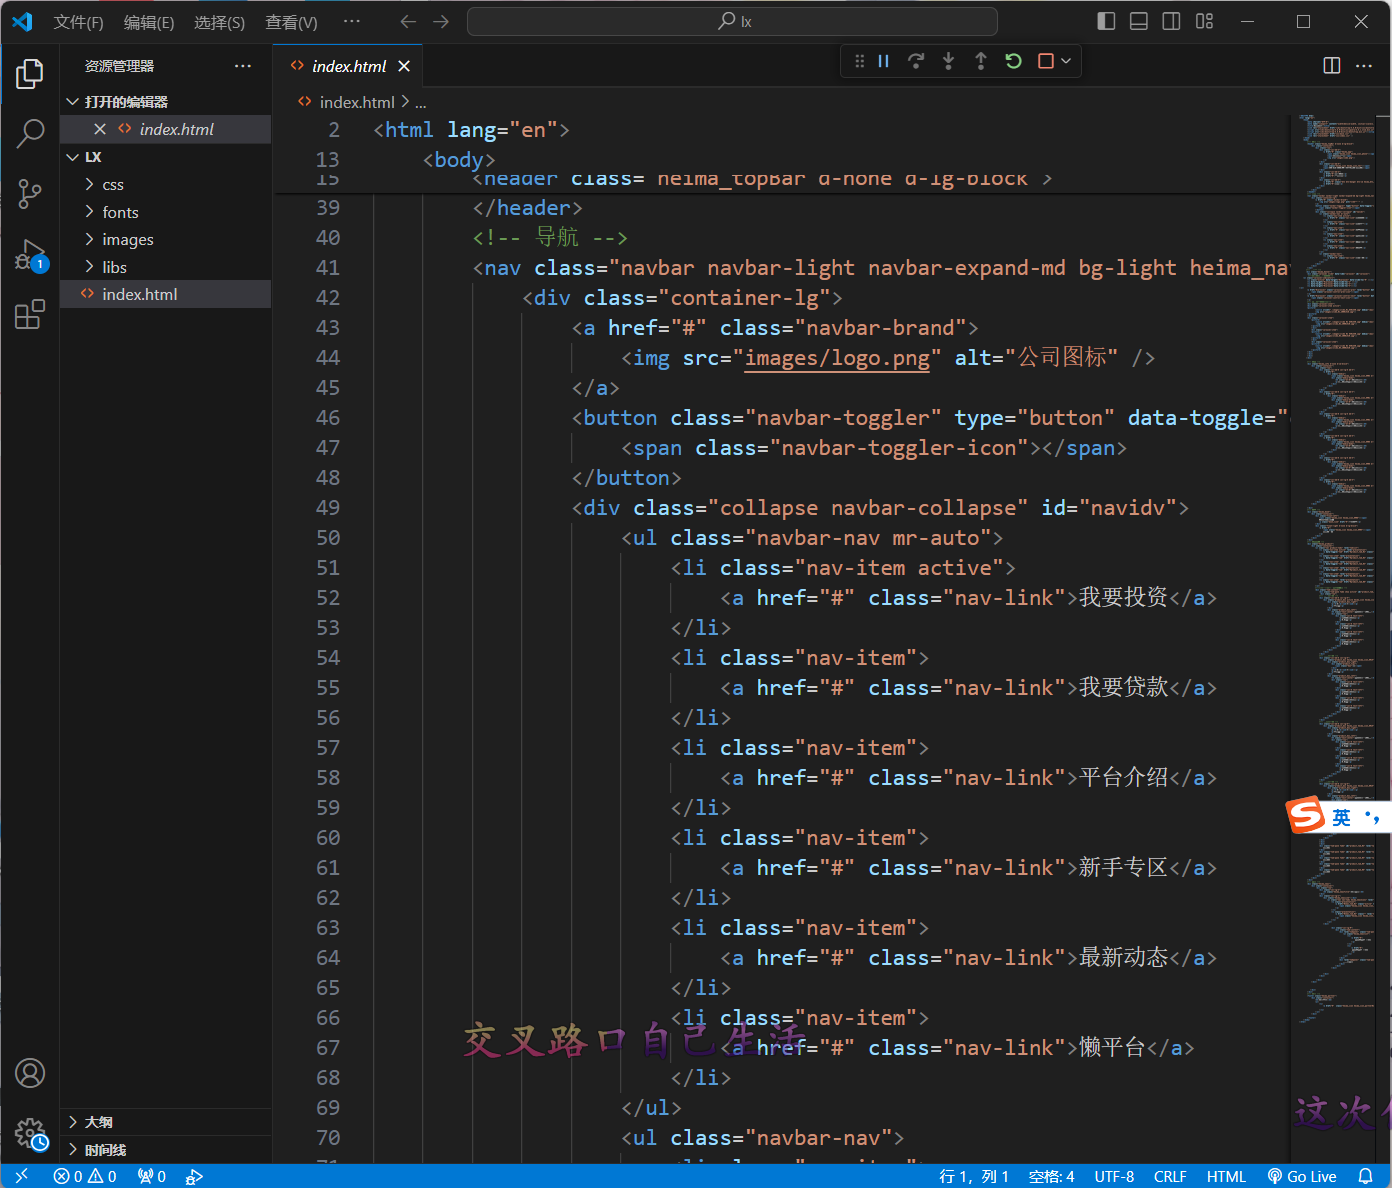 文件(F) 编辑(E) 选择(S) 查看(V) ··· lx
资源管理器 ···
打开的编辑器
index.html
LX
css
fonts
images
libs
index.html
大纲
时间线
index.html
index.html > ...
2 <html lang="en">
13 <body>
15 <header class="heima_topBar d-none d-lg-block">
39 </header>
40 <!-- 导航 -->
41 <nav class="navbar navbar-light navbar-expand-md bg-light heima_na
42 <div class="container-lg">
43 <a href="#" class="navbar-brand">
44 <img src="images/logo.png" alt="公司图标" />
45 </a>
46 <button class="navbar-toggler" type="button" data-toggle="
47 <span class="navbar-toggler-icon"></span>
48 </button>
49 <div class="collapse navbar-collapse" id="navidv">
50 <ul class="navbar-nav mr-auto">
51 <li class="nav-item active">
52 <a href="#" class="nav-link">我要投资</a>
53 </li>
54 <li class="nav-item">
55 <a href="#" class="nav-link">我要贷款</a>
56 </li>
57 <li class="nav-item">
58 <a href="#" class="nav-link">平台介绍</a>
59 </li>
60 <li class="nav-item">
61 <a href="#" class="nav-link">新手专区</a>
62 </li>
63 <li class="nav-item">
64 <a href="#" class="nav-link">最新动态</a>
65 </li>
66 <li class="nav-item">
交叉路口自己生活
67 <a href="#" class="nav-link">懒平台</a>
68 </li>
69 </ul>
70 <ul class="navbar-nav">
英
这次
1
0 0 0 行 1，列 1 空格: 4 UTF-8 CRLF HTML Go Live